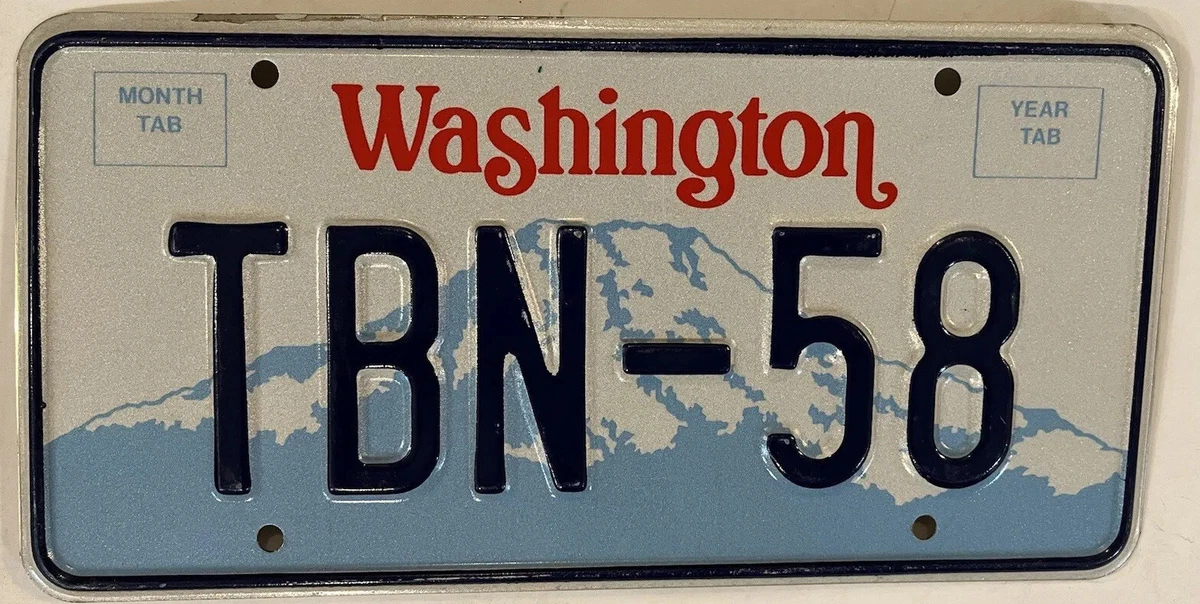 MONTH
TAB
Washington
YEAR
TAB
TBN-58